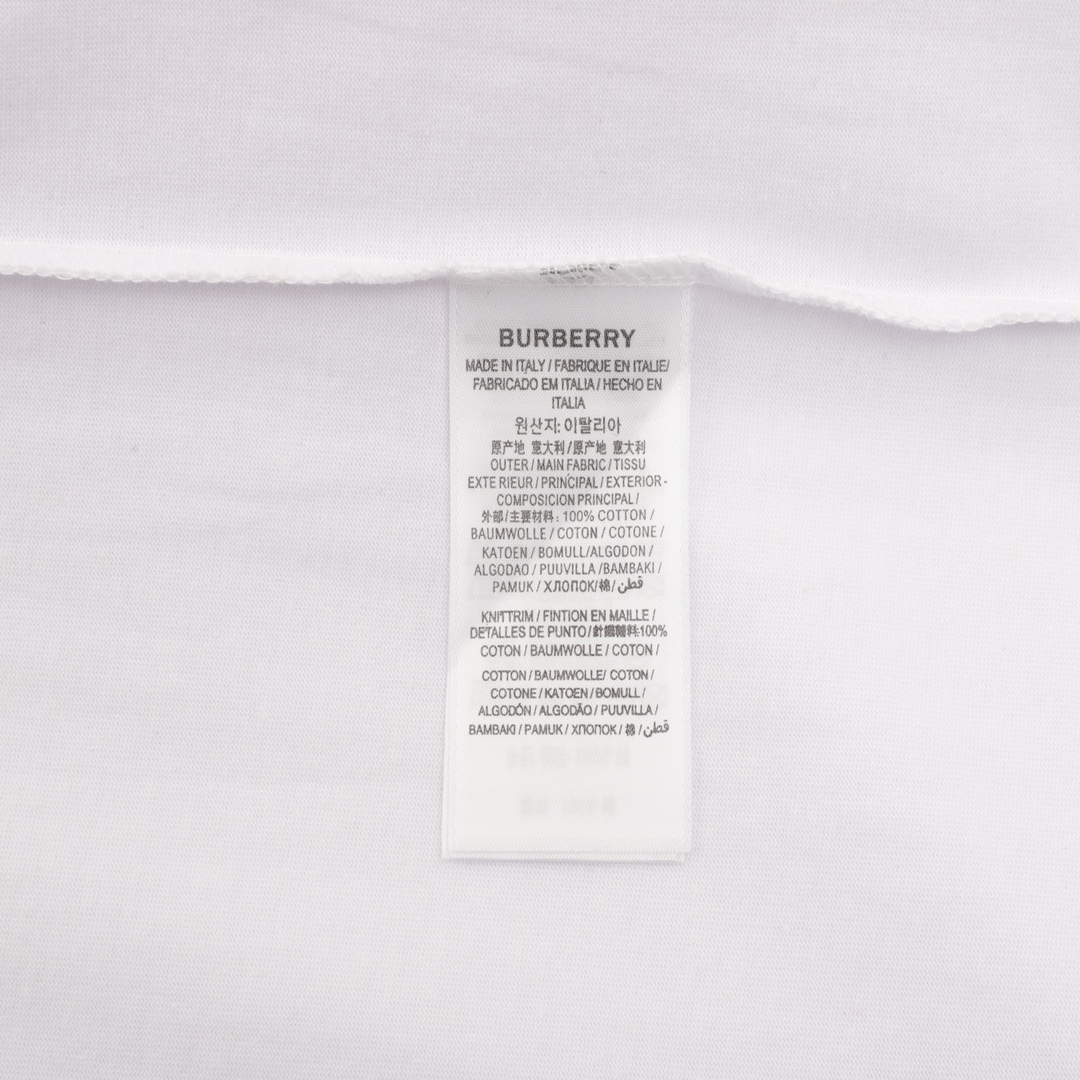 BURBERRY
MADE IN ITALY / FABRIQUE EN ITALIE/
FABRICADO EM ITALIA / HECHO EN
ITALIA
원산지: 이탈리아
原产地 意大利 /原产地 意大利
OUTER / MAIN FABRIC / TISSU
EXTE RIEUR / PRINCIPAL / EXTERIOR -
COMPOSICION PRINCIPAL /
外部/主要材料: 100% COTTON /
BAUMWOLLE / COTON / COTONE /
KATOEN / BOMULL/ALGODON /
ALGODAO / PUUVILLA /BAMBAKI /
PAMUK / ХЛОПОК/棉/قطن
KNITTRIM / FINTION EN MAILLE /
DETALLES DE PUNTO/針織輔料:100%
COTON / BAUMWOLLE / COTON /
COTTON / BAUMWOLLE/ COTON /
COTONE / KATOEN / BOMULL /
ALGODÓN / ALGODÃO / PUUVILLA /
BAMBAKI / PAMUK / ХПОПОК / 棉 /قطن